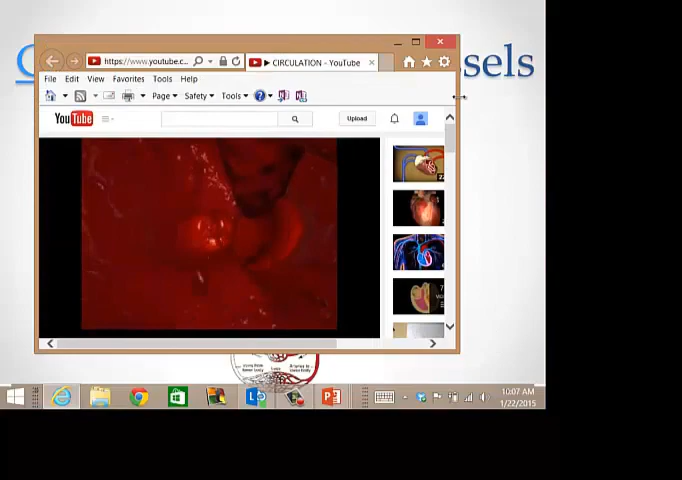 C
sels
https://www.youtube.c...
CIRCULATION - YouTube
File Edit View Favorites Tools Help
Page Safety Tools
YouTube
Upload
10:07 AM
1/22/2015